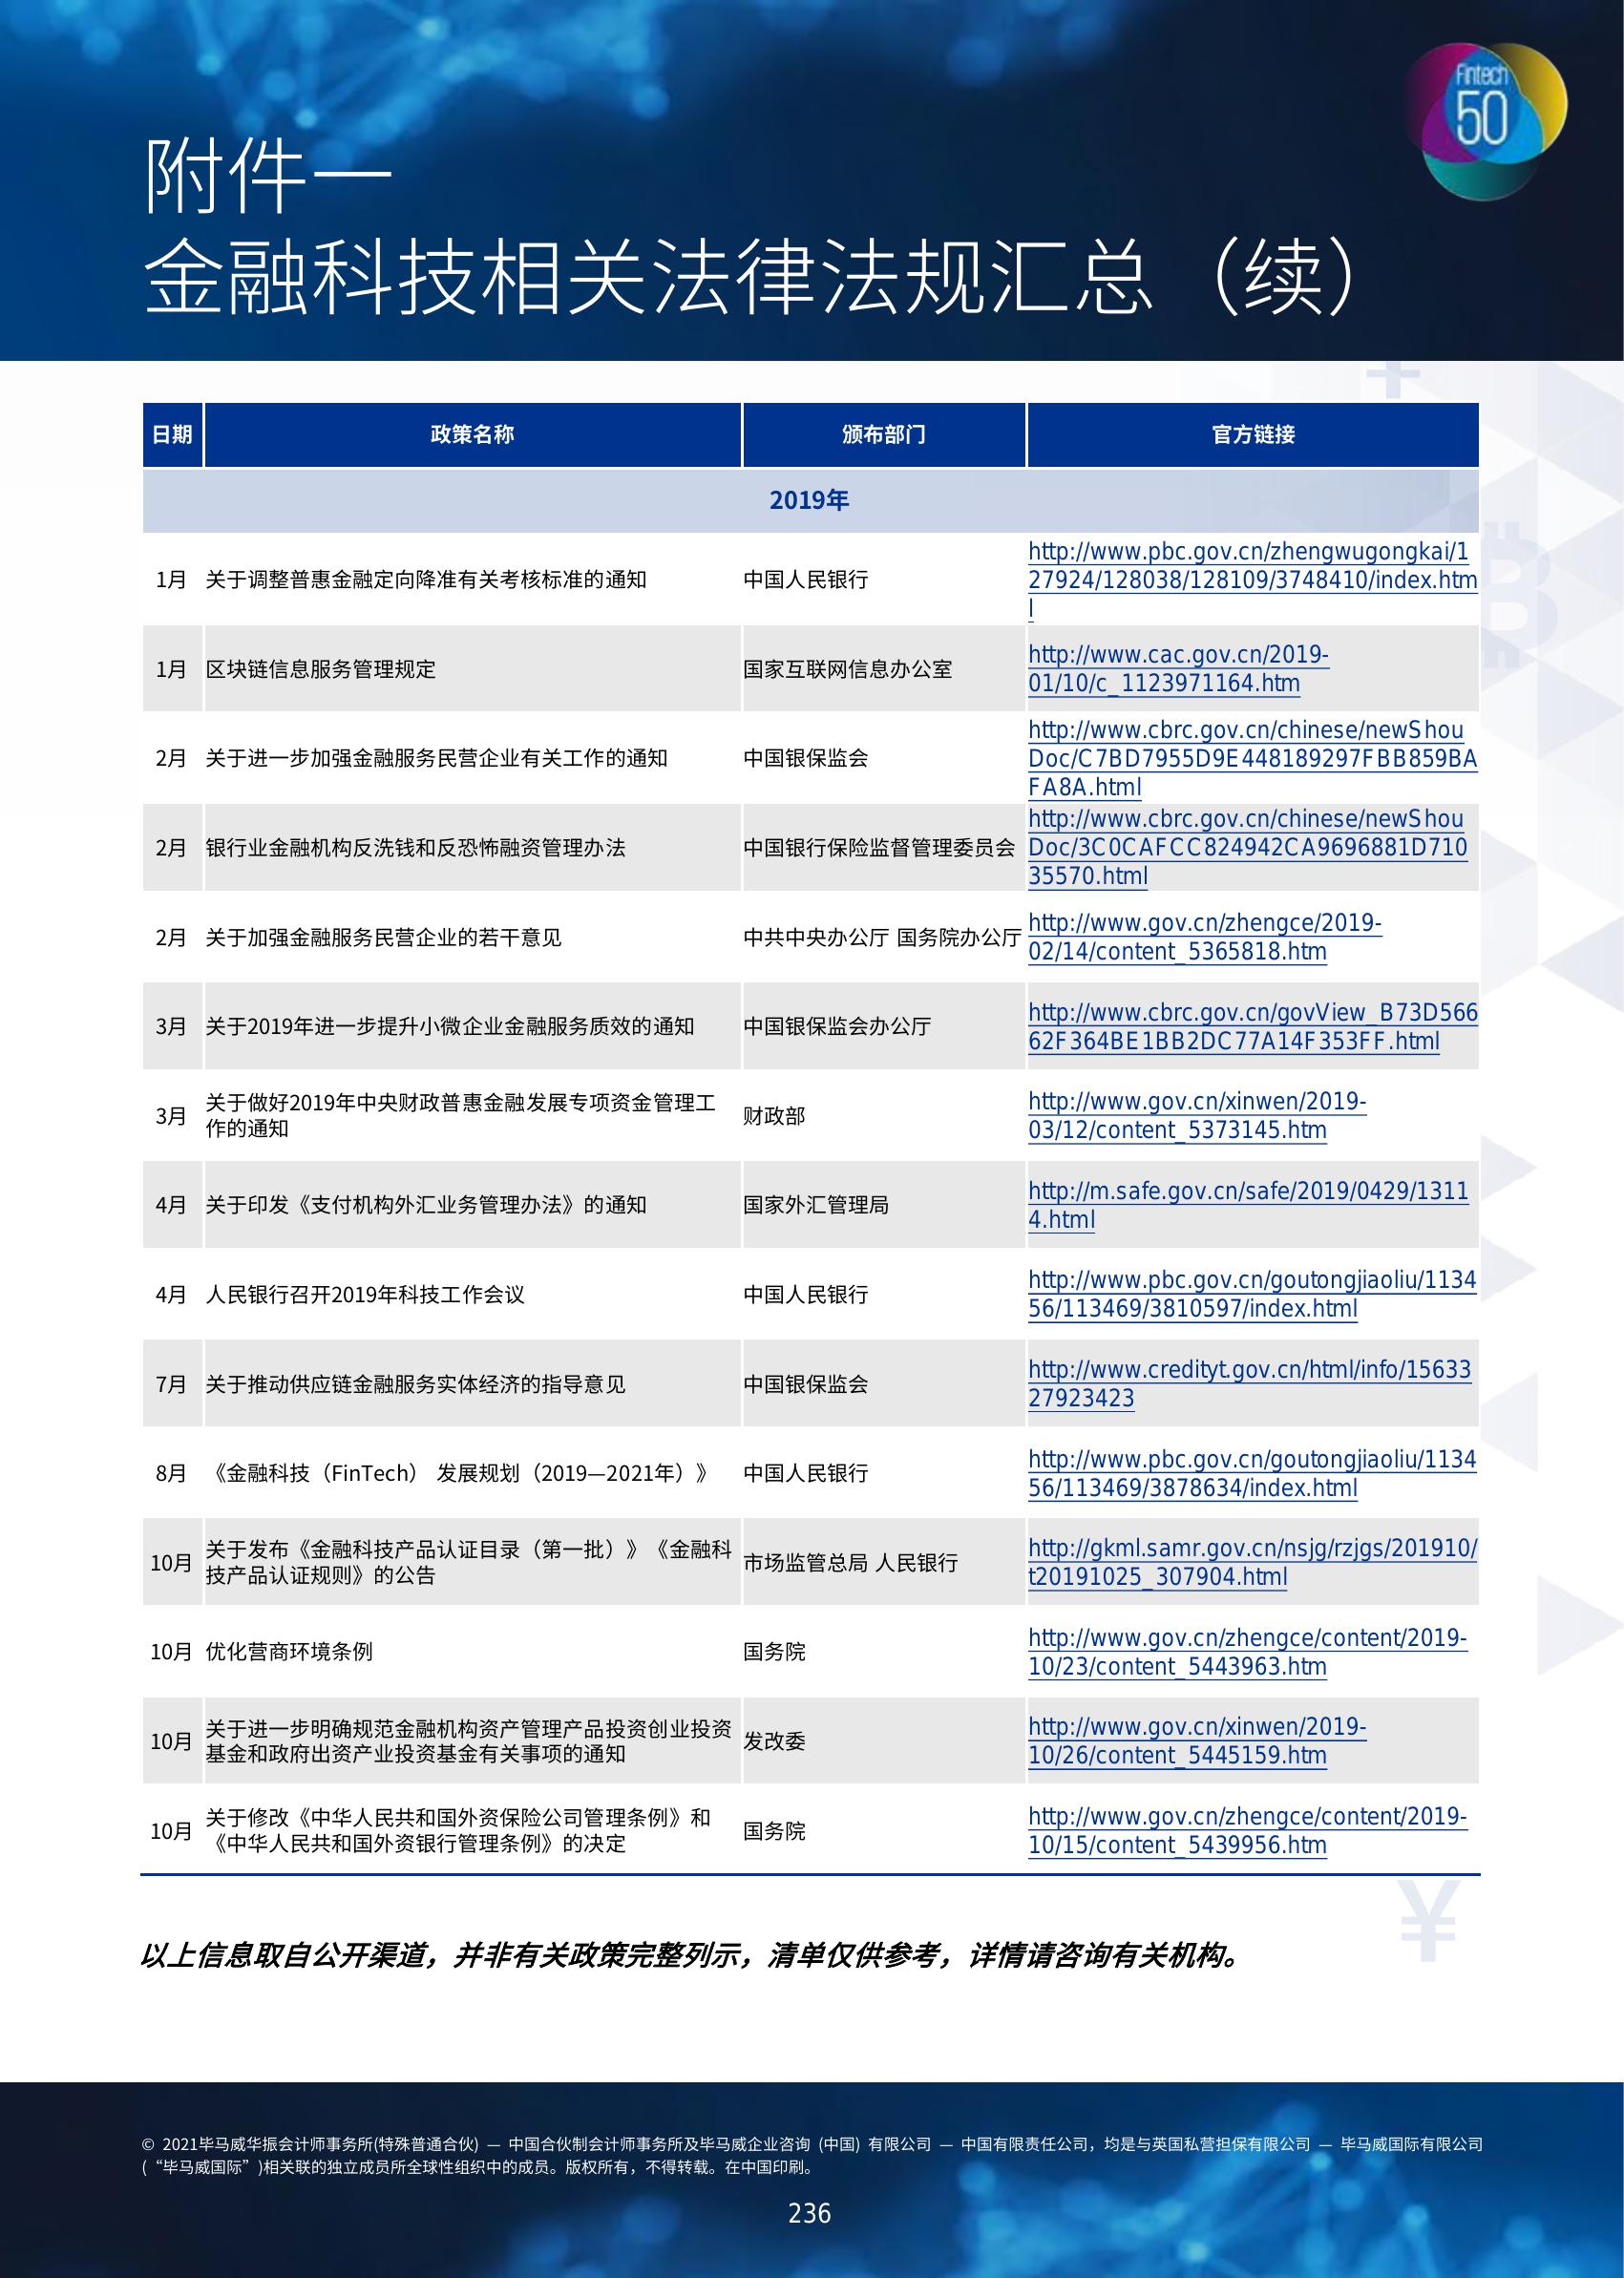 Fintech
50
附件一
金融科技相关法律法规汇总（续）
日期 政策名称 颁布部门 官方链接
2019年
1月 关于调整普惠金融定向降准有关考核标准的通知 中国人民银行 http://www.pbc.gov.cn/zhengwugongkai/1
27924/128038/128109/3748410/index.htm
l
1月 区块链信息服务管理规定 国家互联网信息办公室 http://www.cac.gov.cn/2019-
01/10/c_1123971164.htm
2月 关于进一步加强金融服务民营企业有关工作的通知 中国银保监会 http://www.cbrc.gov.cn/chinese/newShou
Doc/C7BD7955D9E448189297FBB859BA
FA8A.html
2月 银行业金融机构反洗钱和反恐怖融资管理办法 中国银行保险监督管理委员会 http://www.cbrc.gov.cn/chinese/newShou
Doc/3C0CAFCC824942CA9696881D710
35570.html
2月 关于加强金融服务民营企业的若干意见 中共中央办公厅 国务院办公厅 http://www.gov.cn/zhengce/2019-
02/14/content_5365818.htm
3月 关于2019年进一步提升小微企业金融服务质效的通知 中国银保监会办公厅 http://www.cbrc.gov.cn/govView_B73D566
62F364BE1BB2DC77A14F353FF.html
3月 关于做好2019年中央财政普惠金融发展专项资金管理工
作的通知 财政部 http://www.gov.cn/xinwen/2019-
03/12/content_5373145.htm
4月 关于印发《支付机构外汇业务管理办法》的通知 国家外汇管理局 http://m.safe.gov.cn/safe/2019/0429/1311
4.html
4月 人民银行召开2019年科技工作会议 中国人民银行 http://www.pbc.gov.cn/goutongjiaoliu/1134
56/113469/3810597/index.html
7月 关于推动供应链金融服务实体经济的指导意见 中国银保监会 http://www.credityt.gov.cn/html/info/15633
27923423
8月 《金融科技（FinTech） 发展规划（2019—2021年）》 中国人民银行 http://www.pbc.gov.cn/goutongjiaoliu/1134
56/113469/3878634/index.html
10月 关于发布《金融科技产品认证目录（第一批）》《金融科
技产品认证规则》的公告 市场监管总局 人民银行 http://gkml.samr.gov.cn/nsjg/rzjgs/201910/
t20191025_307904.html
10月 优化营商环境条例 国务院 http://www.gov.cn/zhengce/content/2019-
10/23/content_5443963.htm
10月 关于进一步明确规范金融机构资产管理产品投资创业投资
基金和政府出资产业投资基金有关事项的通知 发改委 http://www.gov.cn/xinwen/2019-
10/26/content_5445159.htm
10月 关于修改《中华人民共和国外资保险公司管理条例》和
《中华人民共和国外资银行管理条例》的决定 国务院 http://www.gov.cn/zhengce/content/2019-
10/15/content_5439956.htm
以上信息取自公开渠道，并非有关政策完整列示，清单仅供参考，详情请咨询有关机构。
© 2021毕马威华振会计师事务所(特殊普通合伙) — 中国合伙制会计师事务所及毕马威企业咨询 (中国) 有限公司 — 中国有限责任公司，均是与英国私营担保有限公司 — 毕马威国际有限公司
(“毕马威国际”)相关联的独立成员所全球性组织中的成员。版权所有，不得转载。在中国印刷。
236